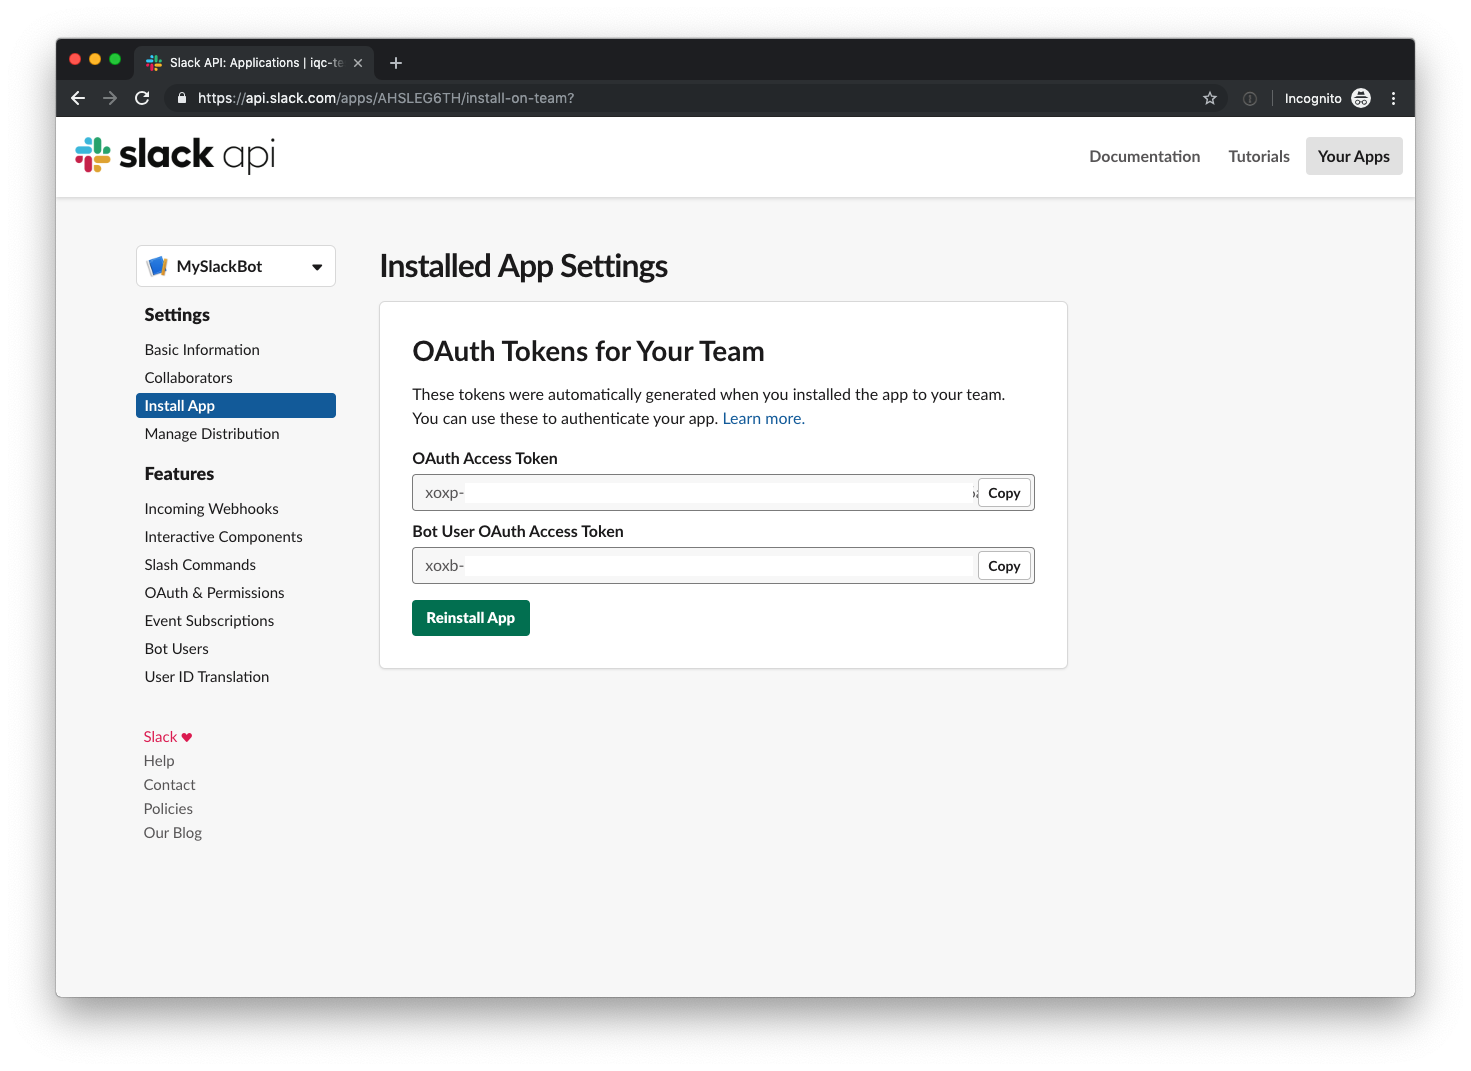 Slack API: Applications | iqc-te
https://api.slack.com/apps/AHSLEG6TH/install-on-team?
Incognito
slack api
Documentation
Tutorials
Your Apps
MySlackBot
Settings
Basic Information
Collaborators
Install App
Manage Distribution
Features
Incoming Webhooks
Interactive Components
Slash Commands
OAuth & Permissions
Event Subscriptions
Bot Users
User ID Translation
Slack ♥
Help
Contact
Policies
Our Blog
Installed App Settings
OAuth Tokens for Your Team
These tokens were automatically generated when you installed the app to your team.
You can use these to authenticate your app. Learn more.
OAuth Access Token
xoxp-
Copy
Bot User OAuth Access Token
xoxb-
Copy
Reinstall App